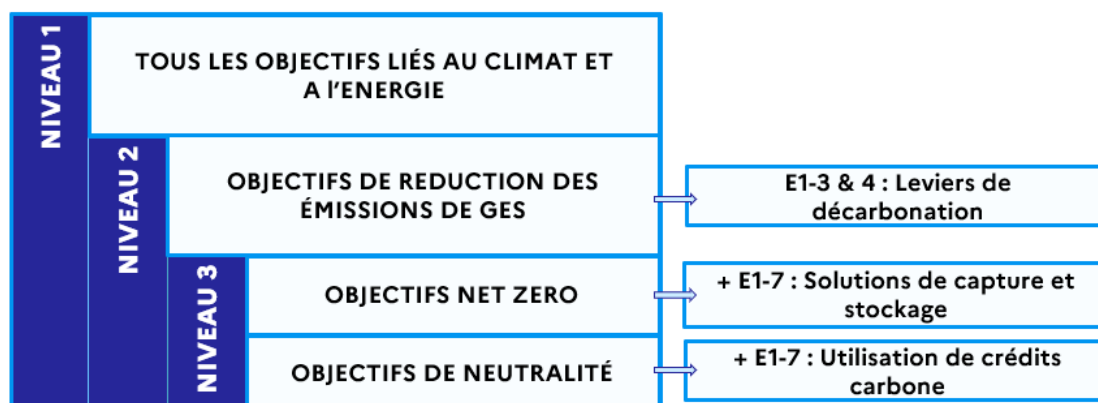 NIVEAU 1
TOUS LES OBJECTIFS LIÉS AU CLIMAT ET
A l'ENERGIE
NIVEAU 2
OBJECTIFS DE REDUCTION DES
ÉMISSIONS DE GES
E1-3 & 4 : Leviers de
décarbonation
NIVEAU 3
OBJECTIFS NET ZERO
+ E1-7 : Solutions de capture et
stockage
OBJECTIFS DE NEUTRALITÉ
+ E1-7 : Utilisation de crédits
carbone